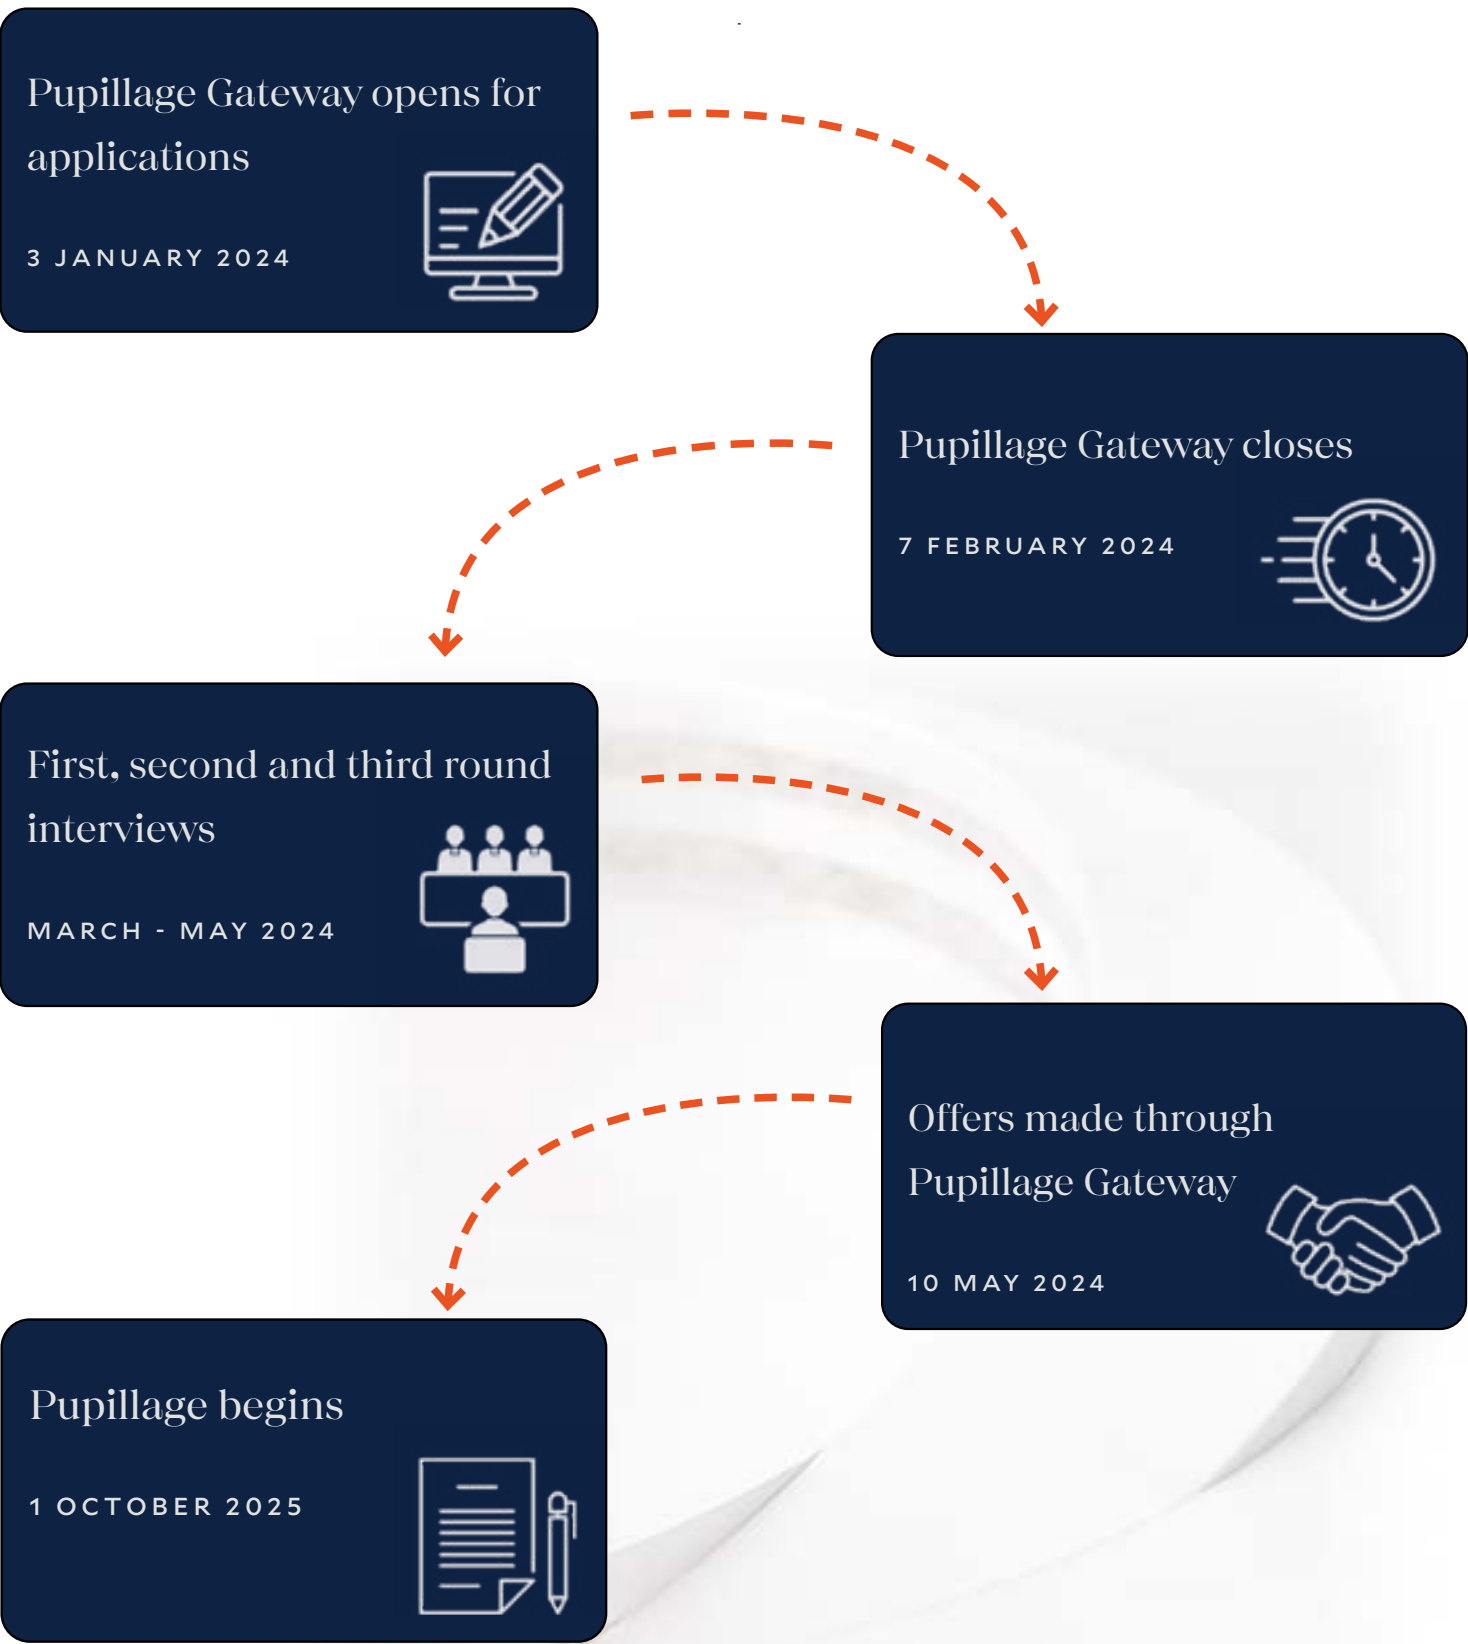 Pupillage Gateway opens for
applications
3 JANUARY 2024
Pupillage Gateway closes
7 FEBRUARY 2024
First, second and third round
interviews
MARCH - MAY 2024
Offers made through
Pupillage Gateway
10 MAY 2024
Pupillage begins
1 OCTOBER 2025